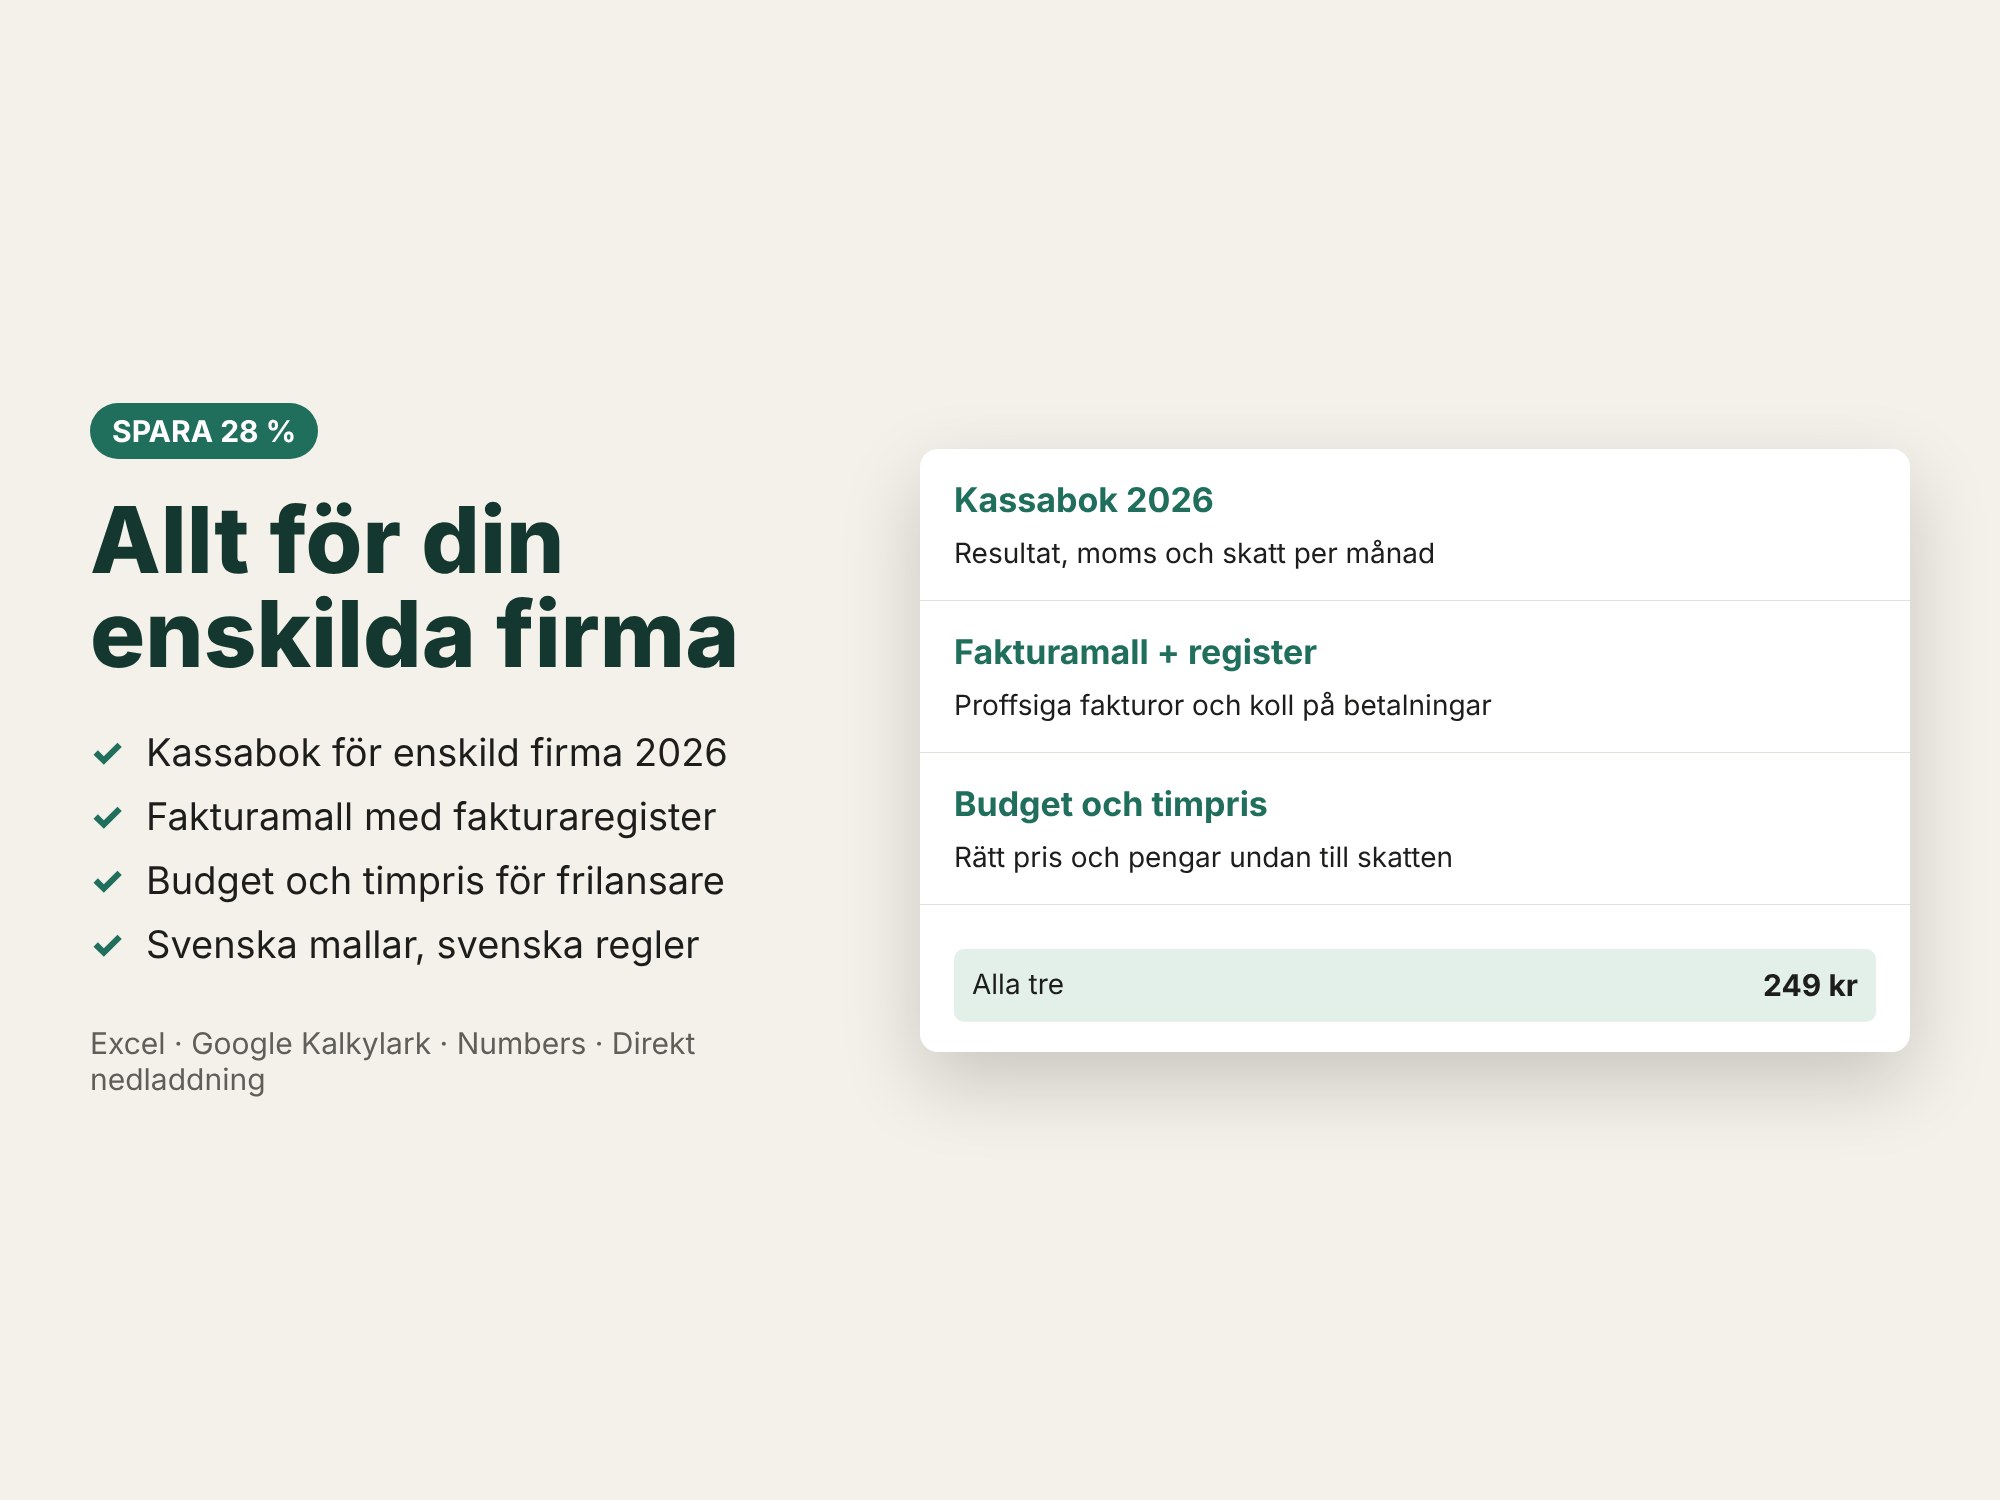 SPARA 28 %
Allt för din
enskilda firma
Kassabok för enskild firma 2026
Fakturamall med fakturaregister
Budget och timpris för frilansare
Svenska mallar, svenska regler
Excel · Google Kalkylark · Numbers · Direkt
nedladdning
Kassabok 2026
Resultat, moms och skatt per månad
Fakturamall + register
Proffsiga fakturor och koll på betalningar
Budget och timpris
Rätt pris och pengar undan till skatten
Alla tre 249 kr